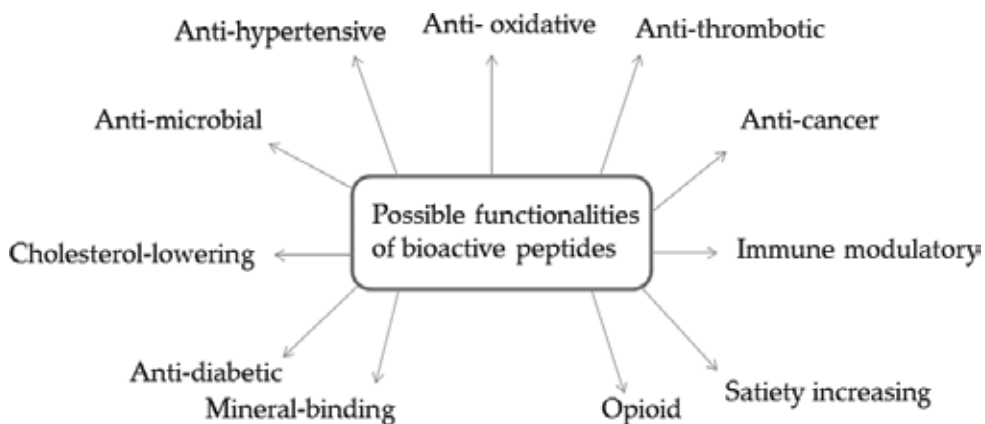 Anti-hypertensive
Anti- oxidative
Anti-thrombotic
Anti-microbial
Anti-cancer
Possible functionalities
of bioactive peptides
Cholesterol-lowering
Immune modulatory
Anti-diabetic
Mineral-binding
Opioid
Satiety increasing